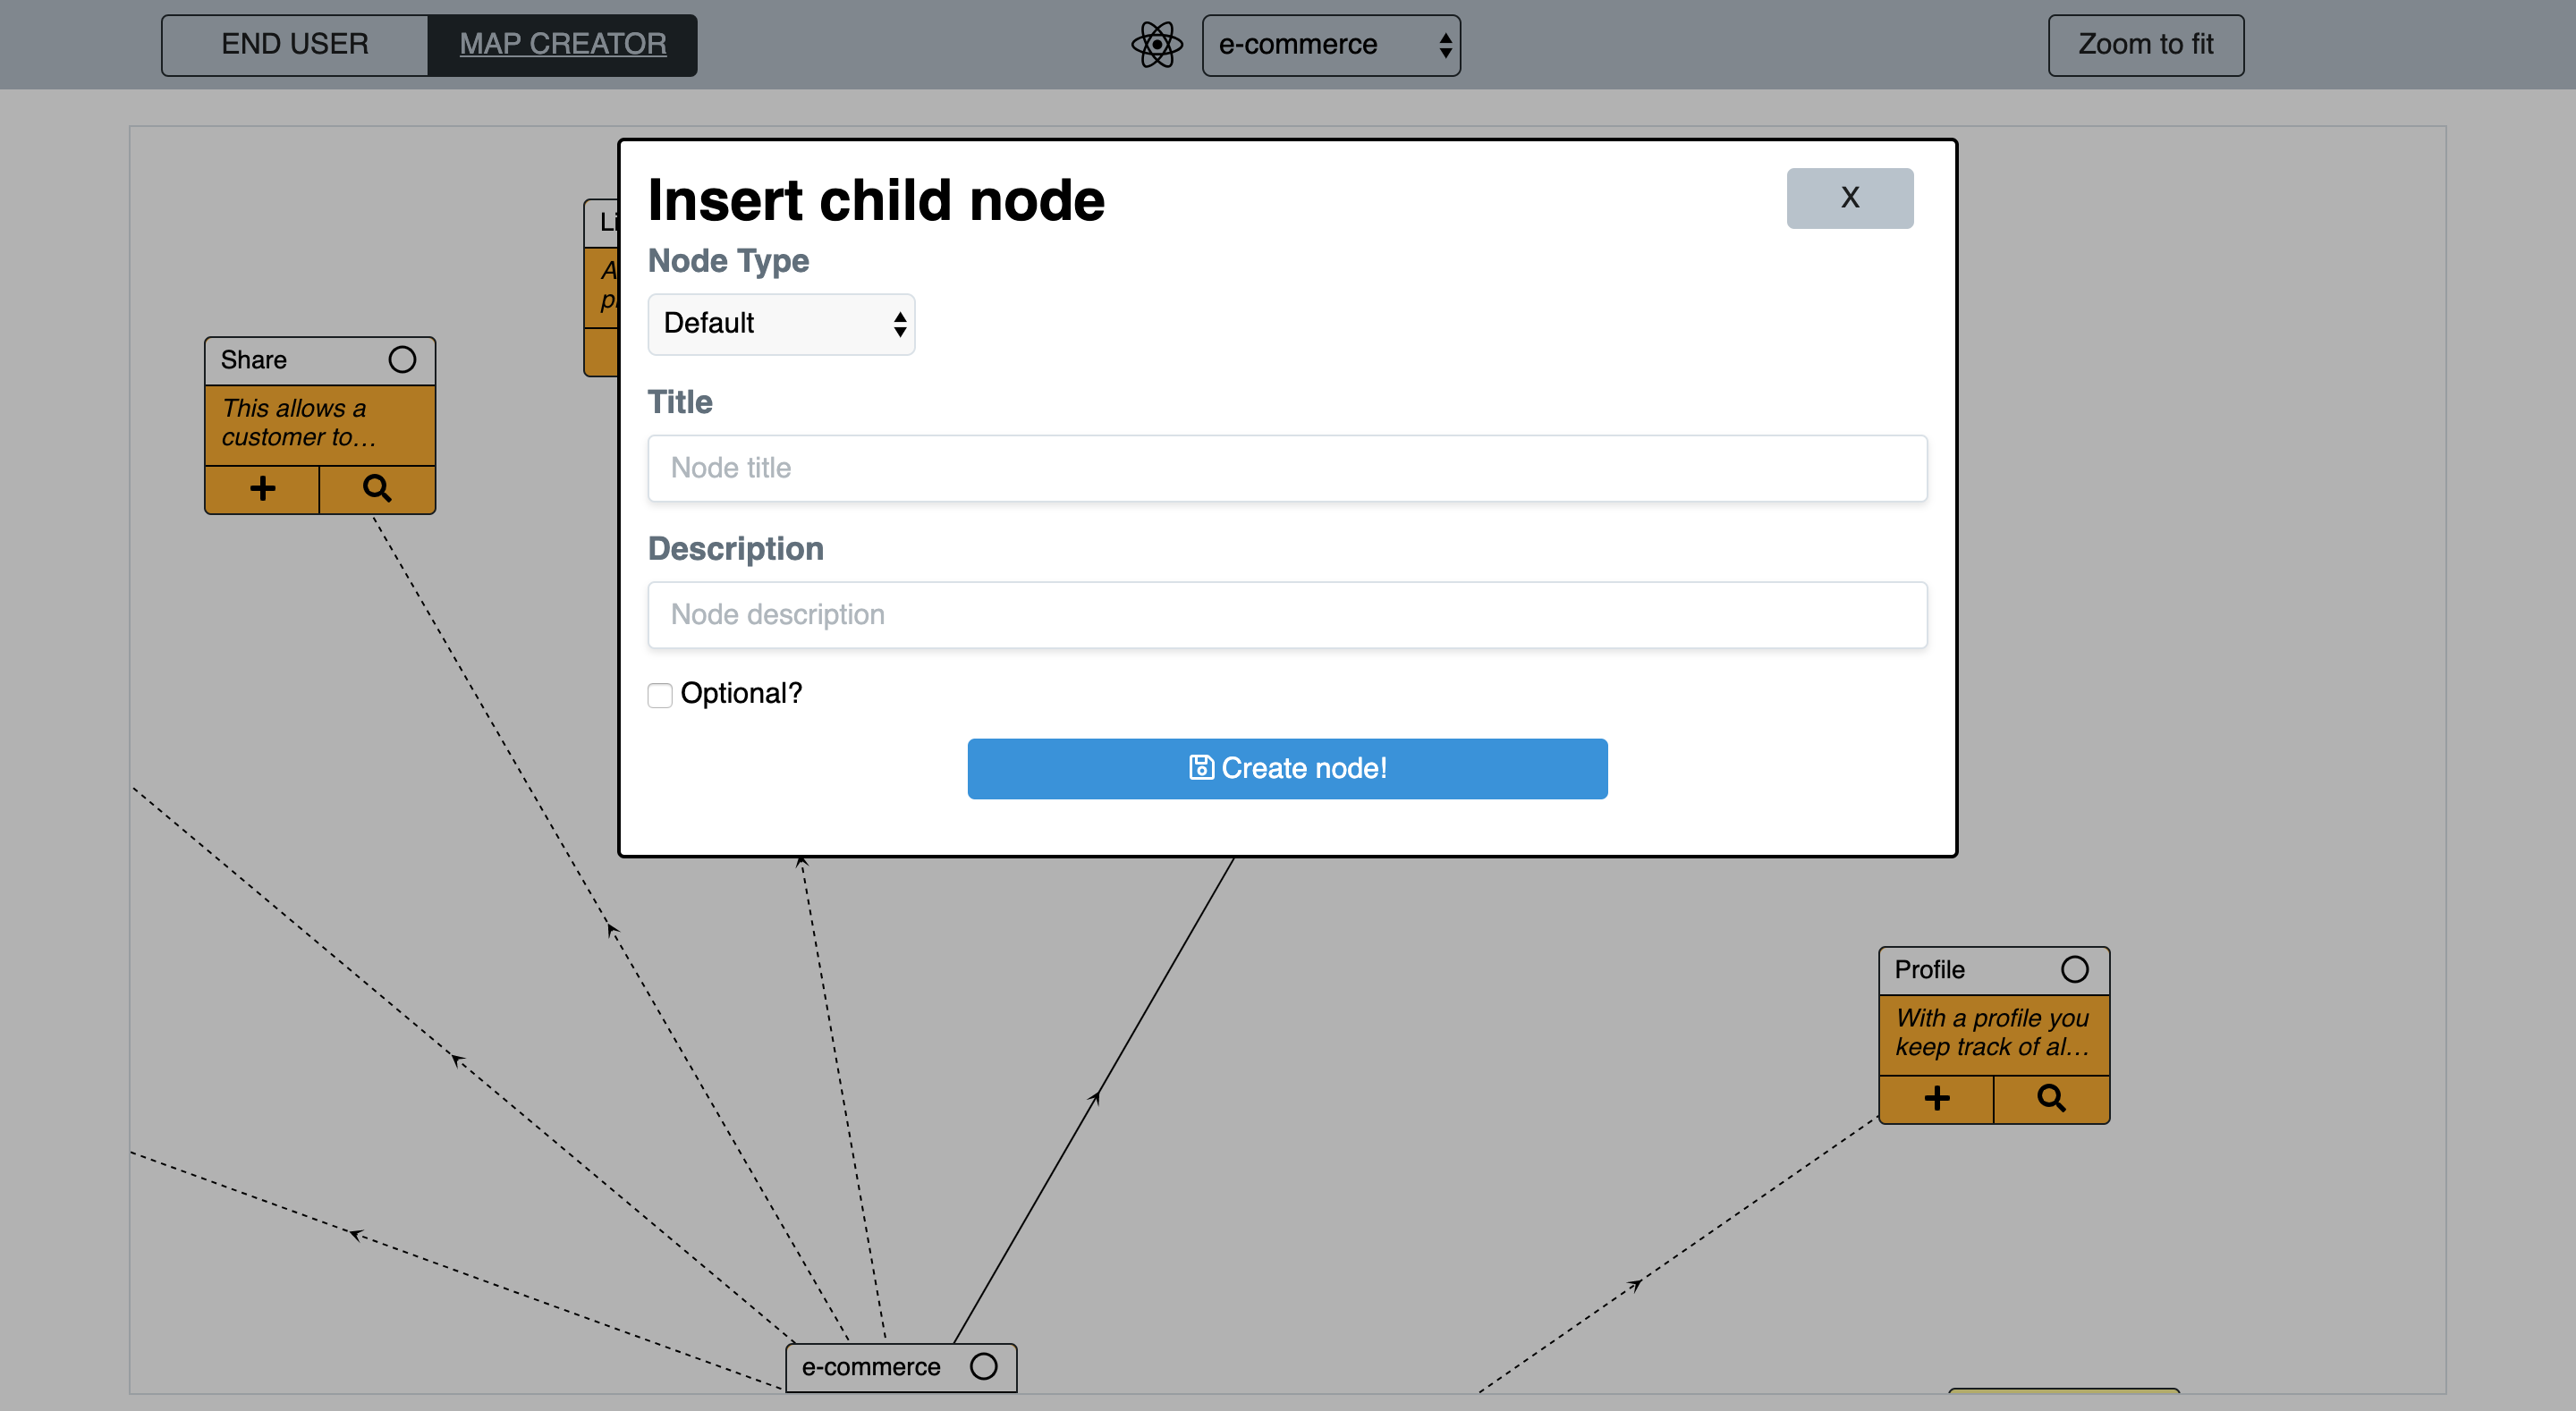 END USER
MAP CREATOR
e-commerce
Zoom to fit
Insert child node
X
Node Type
Default
Title
Node title
Description
Node description
Optional?
Create node!
Share
This allows a
customer to…
Profile
With a profile you
keep track of al…
e-commerce